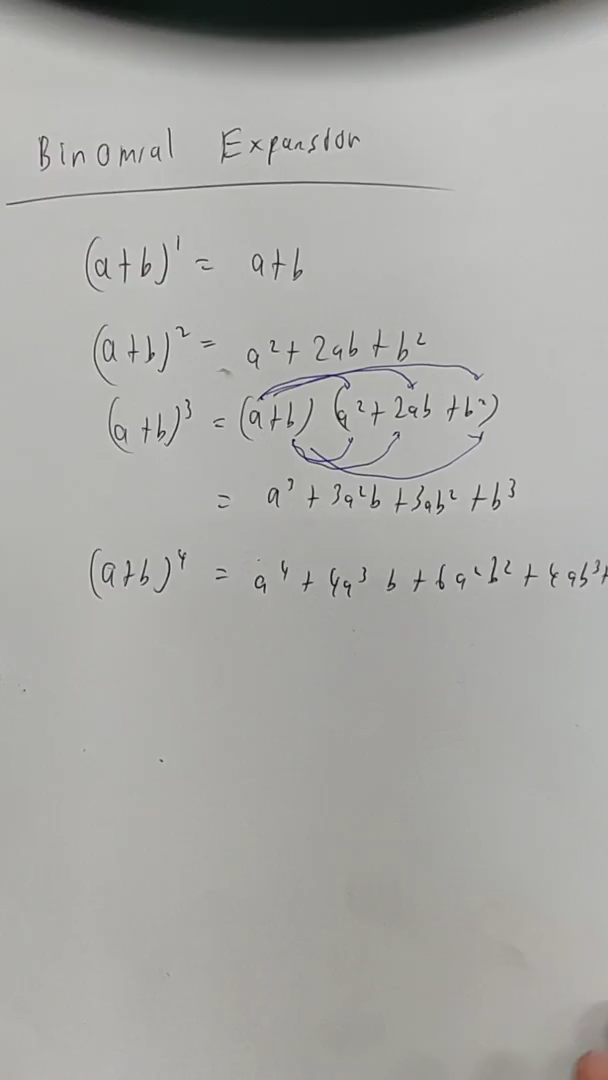 Binomial Expansion
(a+b)¹ = a+b
(a+b)² = a² + 2ab + b²
(a+b)³ = (a+b) (a² + 2ab + b²)
= a³ + 3a²b + 3ab² + b³
(a+b)⁴ = a⁴ + 4a³b + 6a²b² + 4ab³+